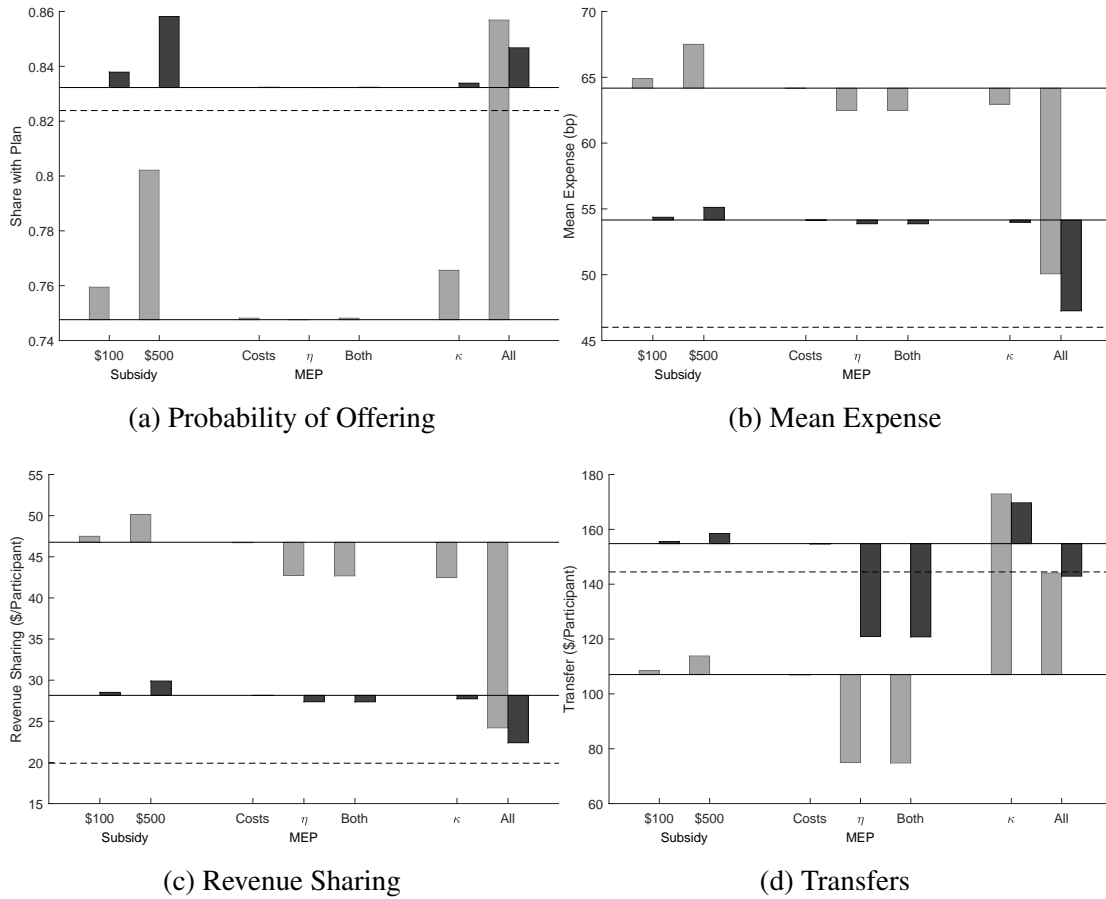 0.86
0.84
0.82
0.8
0.78
0.76
0.74
Share with Plan
$100 $500 Costs η Both κ All
Subsidy MEP
(a) Probability of Offering
70
65
60
55
50
45
Mean Expense (bp)
$100 $500 Costs η Both κ All
Subsidy MEP
(b) Mean Expense
55
50
45
40
35
30
25
20
15
Revenue Sharing ($/Participant)
$100 $500 Costs η Both κ All
Subsidy MEP
(c) Revenue Sharing
180
160
140
120
100
80
60
Transfer ($/Participant)
$100 $500 Costs η Both κ All
Subsidy MEP
(d) Transfers